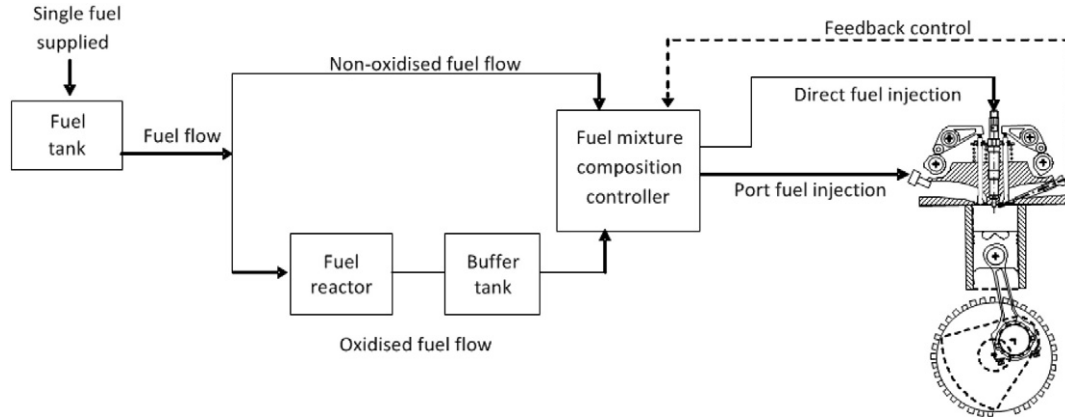 Single fuel
supplied
Feedback control
Non-oxidised fuel flow
Direct fuel injection
Fuel
tank
Fuel flow
Fuel mixture
composition
controller
Port fuel injection
Fuel
reactor
Buffer
tank
Oxidised fuel flow